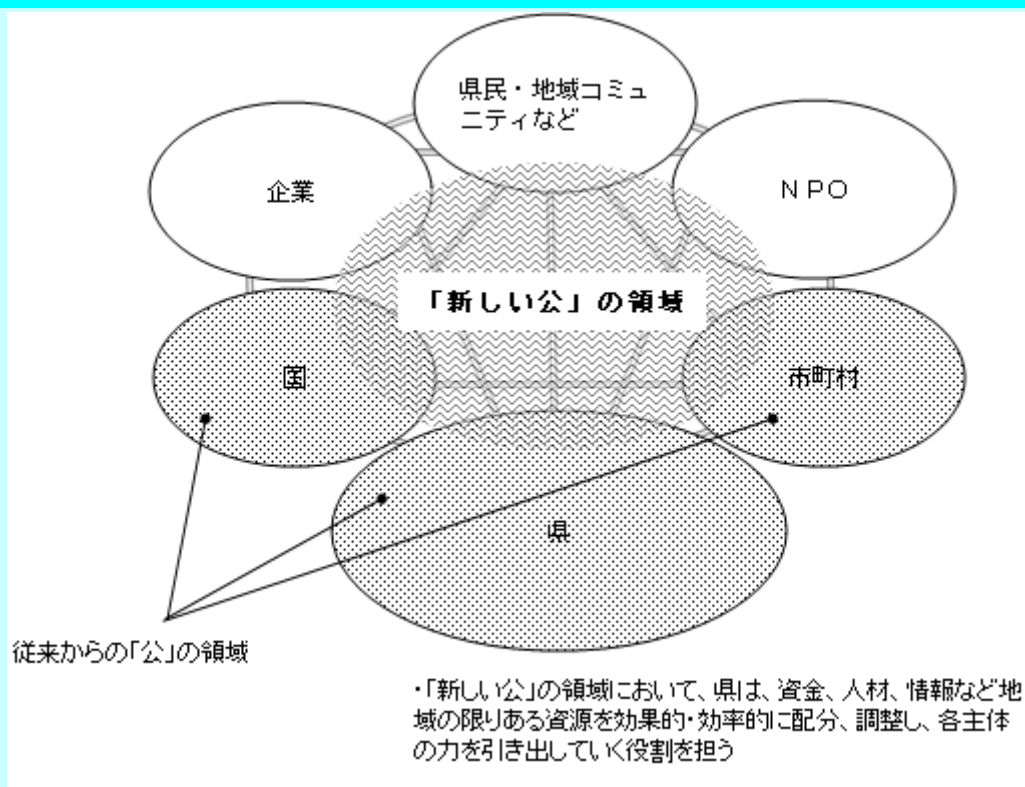 県民・地域コミュ
ニティなど
企業
ＮＰＯ
「新しい公」の領域
国
市町村
県
従来からの「公」の領域
・「新しい公」の領域において、県は、資金、人材、情報など地
域の限りある資源を効果的・効率的に配分、調整し、各主体
の力を引き出していく役割を担う